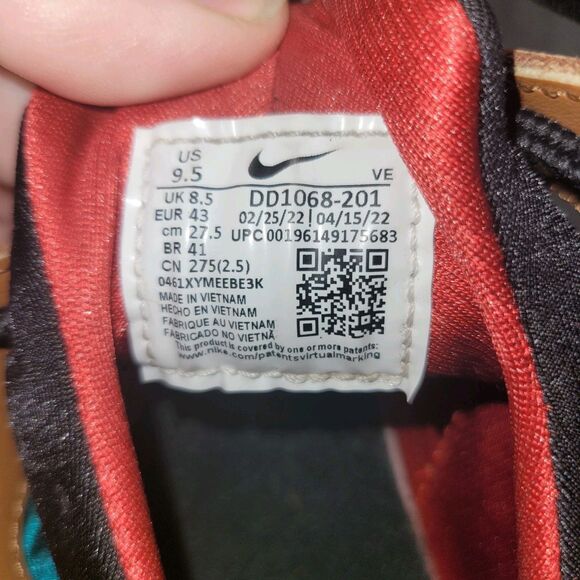 US
9.5
VE
UK 8.5
DD1068-201
EUR 43
02/25/22 | 04/15/22
cm 27.5
UPC 00196149175683
BR 41
CN 275(2.5)
0461XYMEEBE3K
MADE IN VIETNAM
HECHO EN VIETNAM
FABRIQUE AU VIETNAM
FABRICADO NO VIETNÃ
This product is covered by one or more patents:
www.nike.com/patentsvirtualmarking